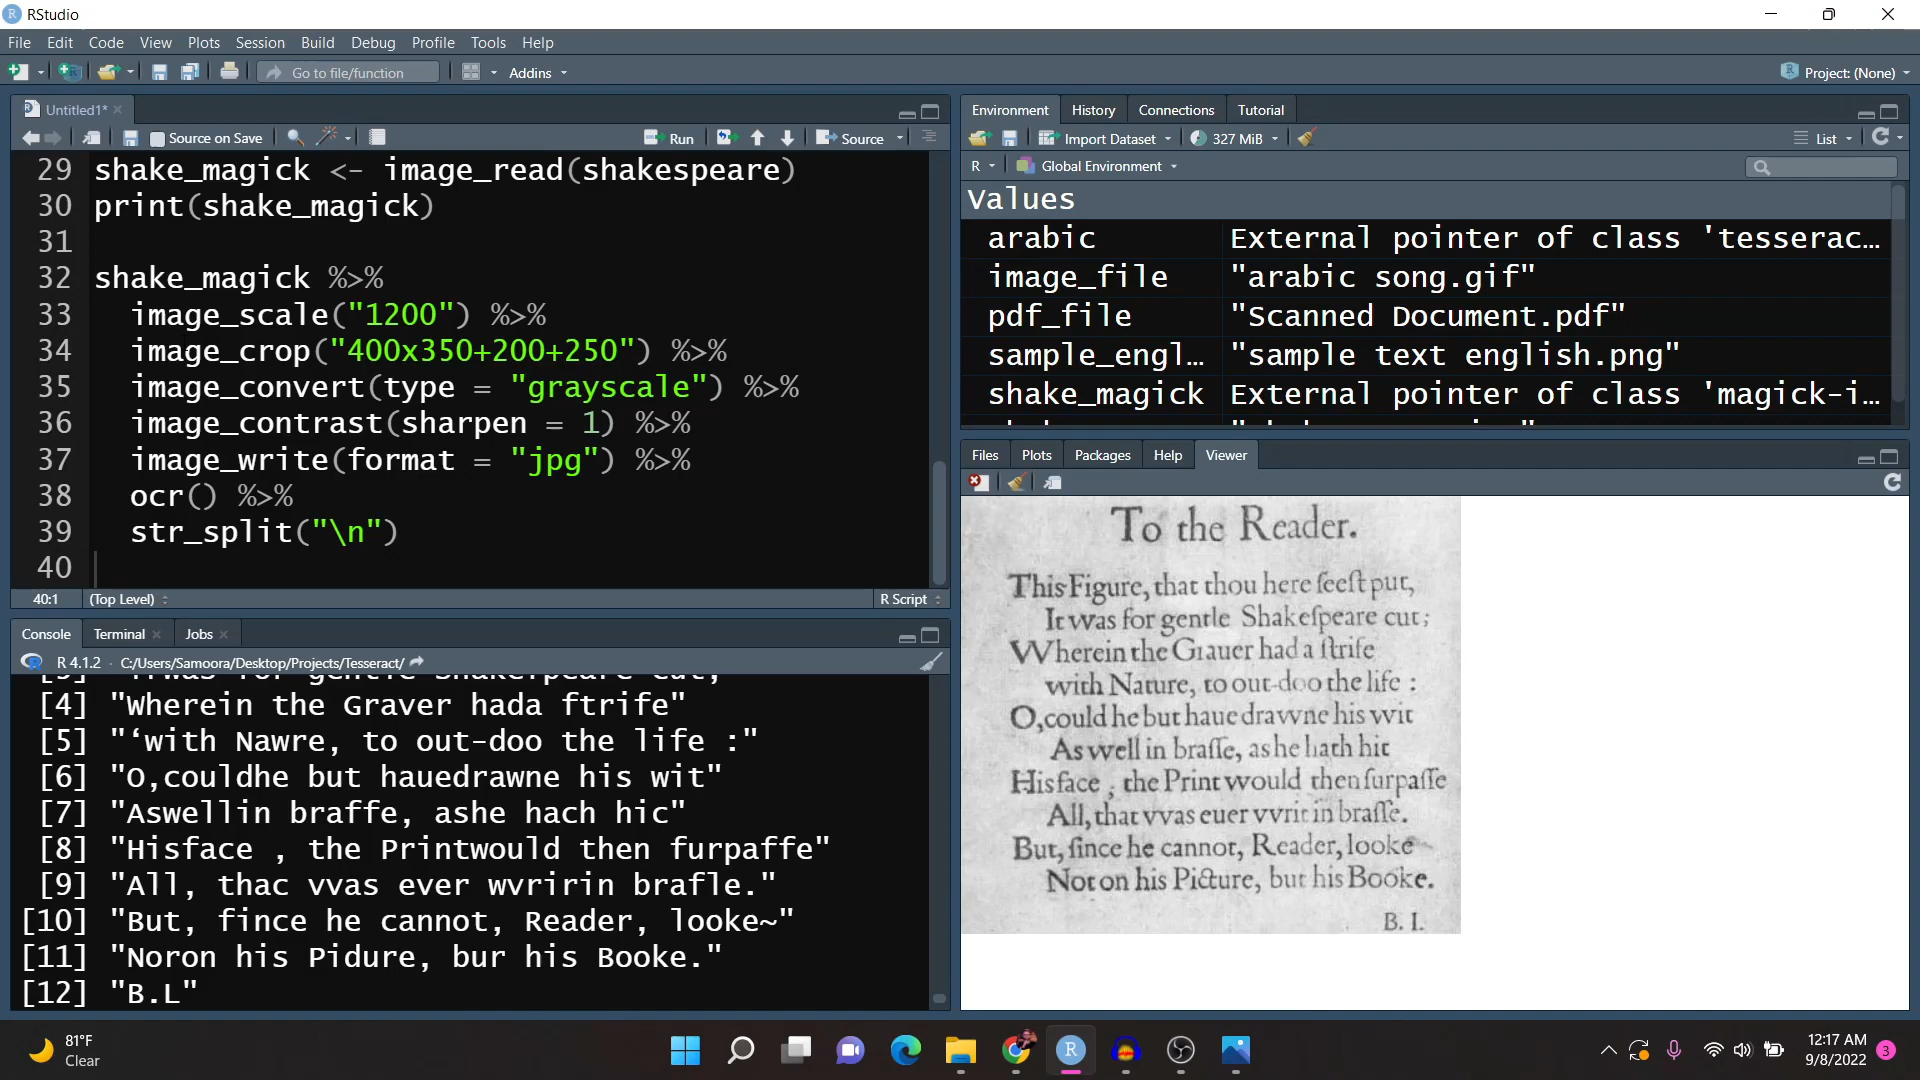 RStudio
File Edit Code View Plots Session Build Debug Profile Tools Help
Go to file/function Addins Project: (None)
Untitled1*
Source on Save Run Source
29 shake_magick <- image_read(shakespeare)
30 print(shake_magick)
31
32 shake_magick %>%
33 image_scale("1200") %>%
34 image_crop("400x350+200+250") %>%
35 image_convert(type = "grayscale") %>%
36 image_contrast(sharpen = 1) %>%
37 image_write(format = "jpg") %>%
38 ocr() %>%
39 str_split("\n")
40
40:1 (Top Level) R Script
Console Terminal Jobs
R 4.1.2 · C:/Users/Samoora/Desktop/Projects/Tesseract/
[4] "Wherein the Graver hada ftrife"
[5] "‘with Nawre, to out-doo the life :"
[6] "O,couldhe but hauedrawne his wit"
[7] "Aswellin braffe, ashe hach hic"
[8] "Hisface , the Printwould then furpaffe"
[9] "All, thac vvas ever wvririn brafle."
[10] "But, fince he cannot, Reader, looke~"
[11] "Noron his Pidure, bur his Booke."
[12] "B.L"
Environment History Connections Tutorial
Import Dataset 327 MiB List
R Global Environment
Values
arabic External pointer of class 'tesserac…
image_file "arabic song.gif"
pdf_file "Scanned Document.pdf"
sample_engl… "sample text english.png"
shake_magick External pointer of class 'magick-i…
Files Plots Packages Help Viewer
To the Reader.
This Figure, that thou here ſeeſt put,
It was for gentle Shakeſpeare cut;
Wherein the Grauer had a ſtrife
with Nature, to out-doo the life :
O, could he but haue dravvne his vvit
As vvell in braſſe, as he hath hit
His face ; the Print would then ſurpaſſe
All, that vvas euer vvrit in braſſe.
But, ſince he cannot, Reader, looke
Not on his Picture, but his Booke.
B. I.
81°F
Clear
12:17 AM
9/8/2022
3